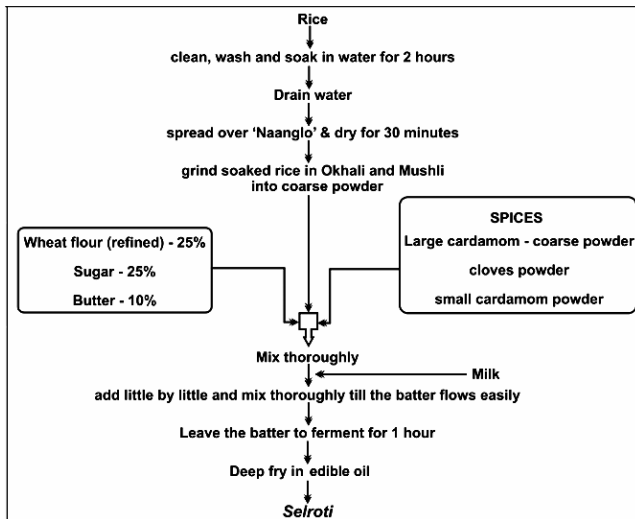 Rice
clean, wash and soak in water for 2 hours
Drain water
spread over ‘Naanglo’ & dry for 30 minutes
grind soaked rice in Okhali and Mushli
into coarse powder
Wheat flour (refined) - 25%
Sugar - 25%
Butter - 10%
SPICES
Large cardamom - coarse powder
cloves powder
small cardamom powder
Mix thoroughly
Milk
add little by little and mix thoroughly till the batter flows easily
Leave the batter to ferment for 1 hour
Deep fry in edible oil
Selroti